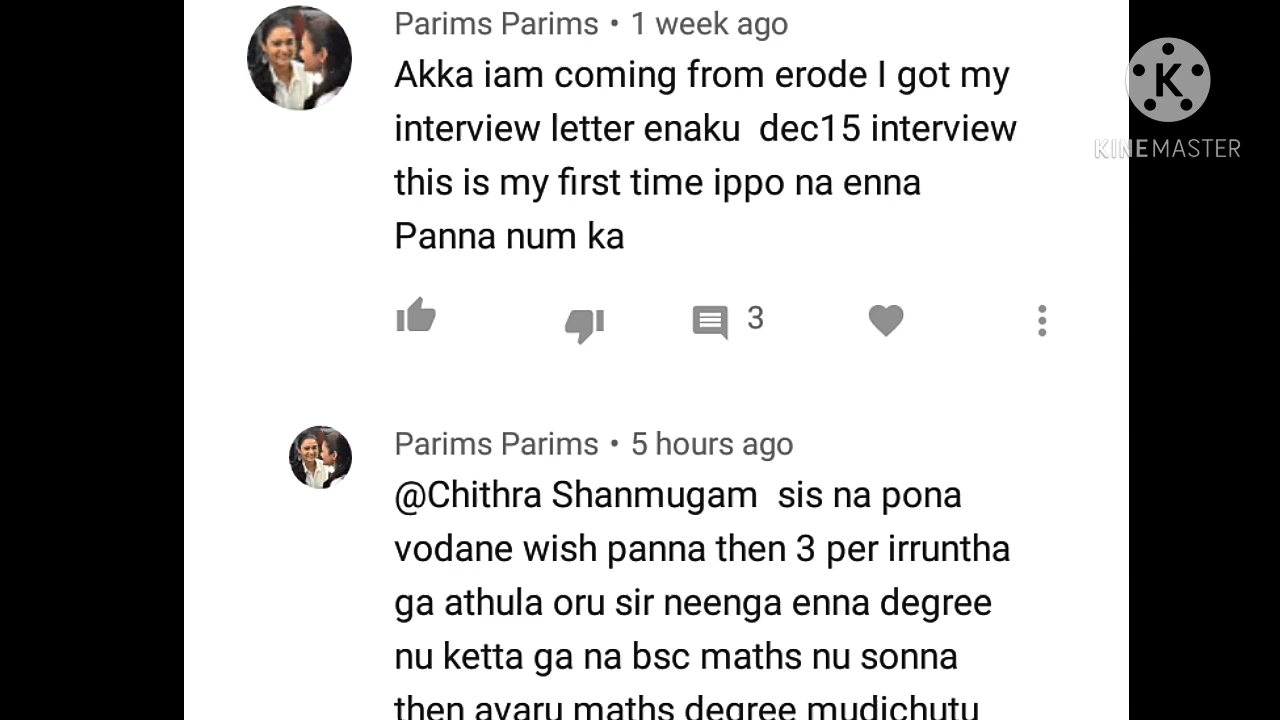 Parims Parims • 1 week ago
Akka iam coming from erode I got my
interview letter enaku dec15 interview
this is my first time ippo na enna
Panna num ka
3
Parims Parims • 5 hours ago
@Chithra Shanmugam sis na pona
vodane wish panna then 3 per irruntha
ga athula oru sir neenga enna degree
nu ketta ga na bsc maths nu sonna
then avaru maths degree mudichutu
K
KINEMASTER